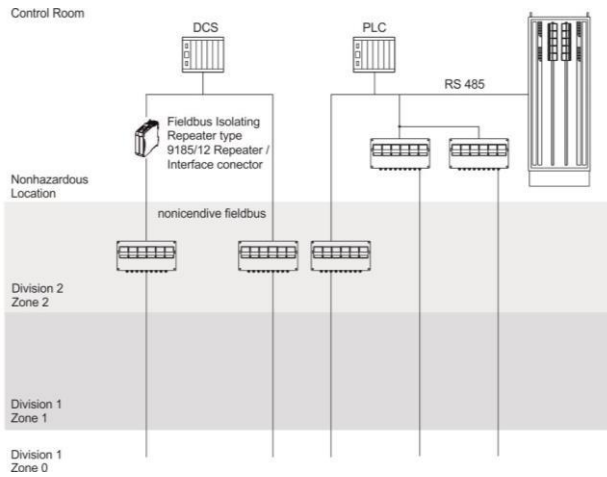 Control Room
DCS
PLC
RS 485
Fieldbus Isolating
Repeater type
9185/12 Repeater /
Interface conector
Nonhazardous
Location
nonicendive fieldbus
Division 2
Zone 2
Division 1
Zone 1
Division 1
Zone 0